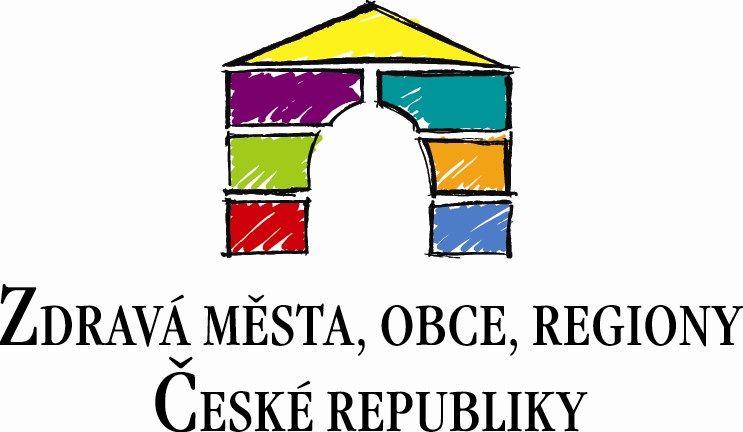 ZDRAVÁ MĚSTA, OBCE, REGIONY
ČESKÉ REPUBLIKY